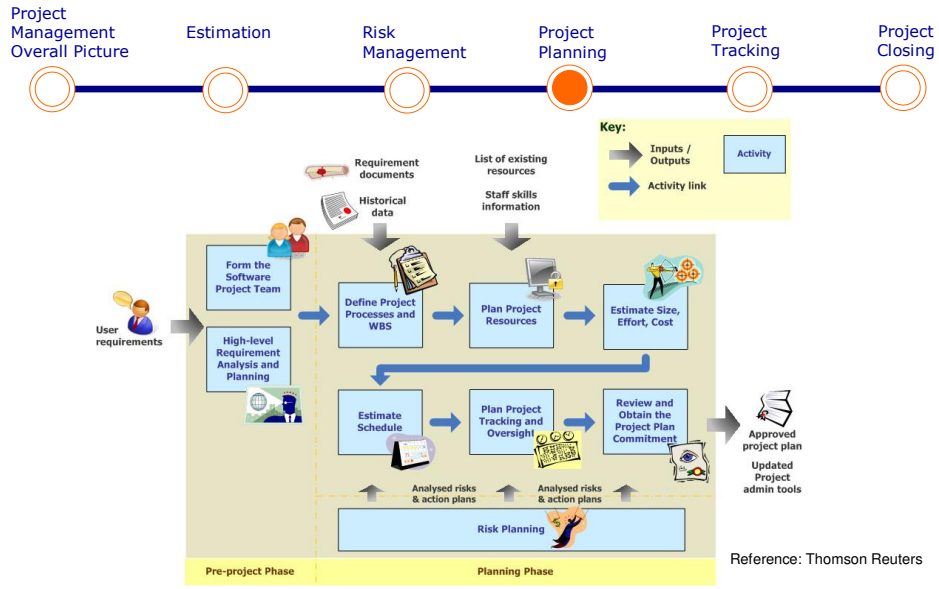 Project
Management
Overall Picture
Estimation
Risk
Management
Project
Planning
Project
Tracking
Project
Closing
Key:
Inputs /
Outputs
Activity
Activity link
Requirement
documents
Historical
data
List of existing
resources
Staff skills
information
User
requirements
Form the
Software
Project Team
High-level
Requirement
Analysis and
Planning
Define Project
Processes and
WBS
Plan Project
Resources
Estimate Size,
Effort, Cost
Estimate
Schedule
Plan Project
Tracking and
Oversight
Review and
Obtain the
Project Plan
Commitment
Approved
project plan
Updated
Project
admin tools
Analysed risks
& action plans
Analysed risks
& action plans
Risk Planning
Pre-project Phase
Planning Phase
Reference: Thomson Reuters